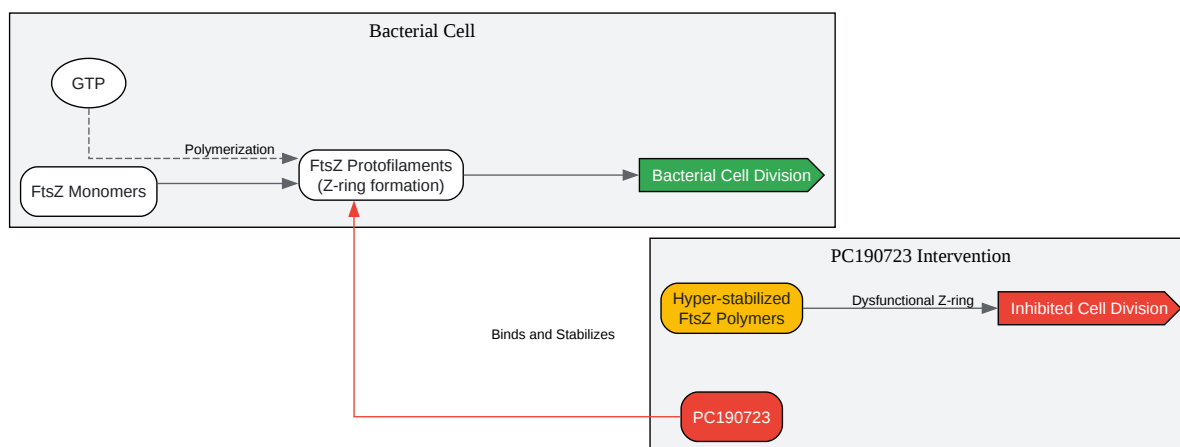 Bacterial Cell
GTP
Polymerization
FtsZ Monomers
FtsZ Protofilaments
(Z-ring formation)
Bacterial Cell Division
PC190723 Intervention
Hyper-stabilized
FtsZ Polymers
Dysfunctional Z-ring
Inhibited Cell Division
Binds and Stabilizes
PC190723